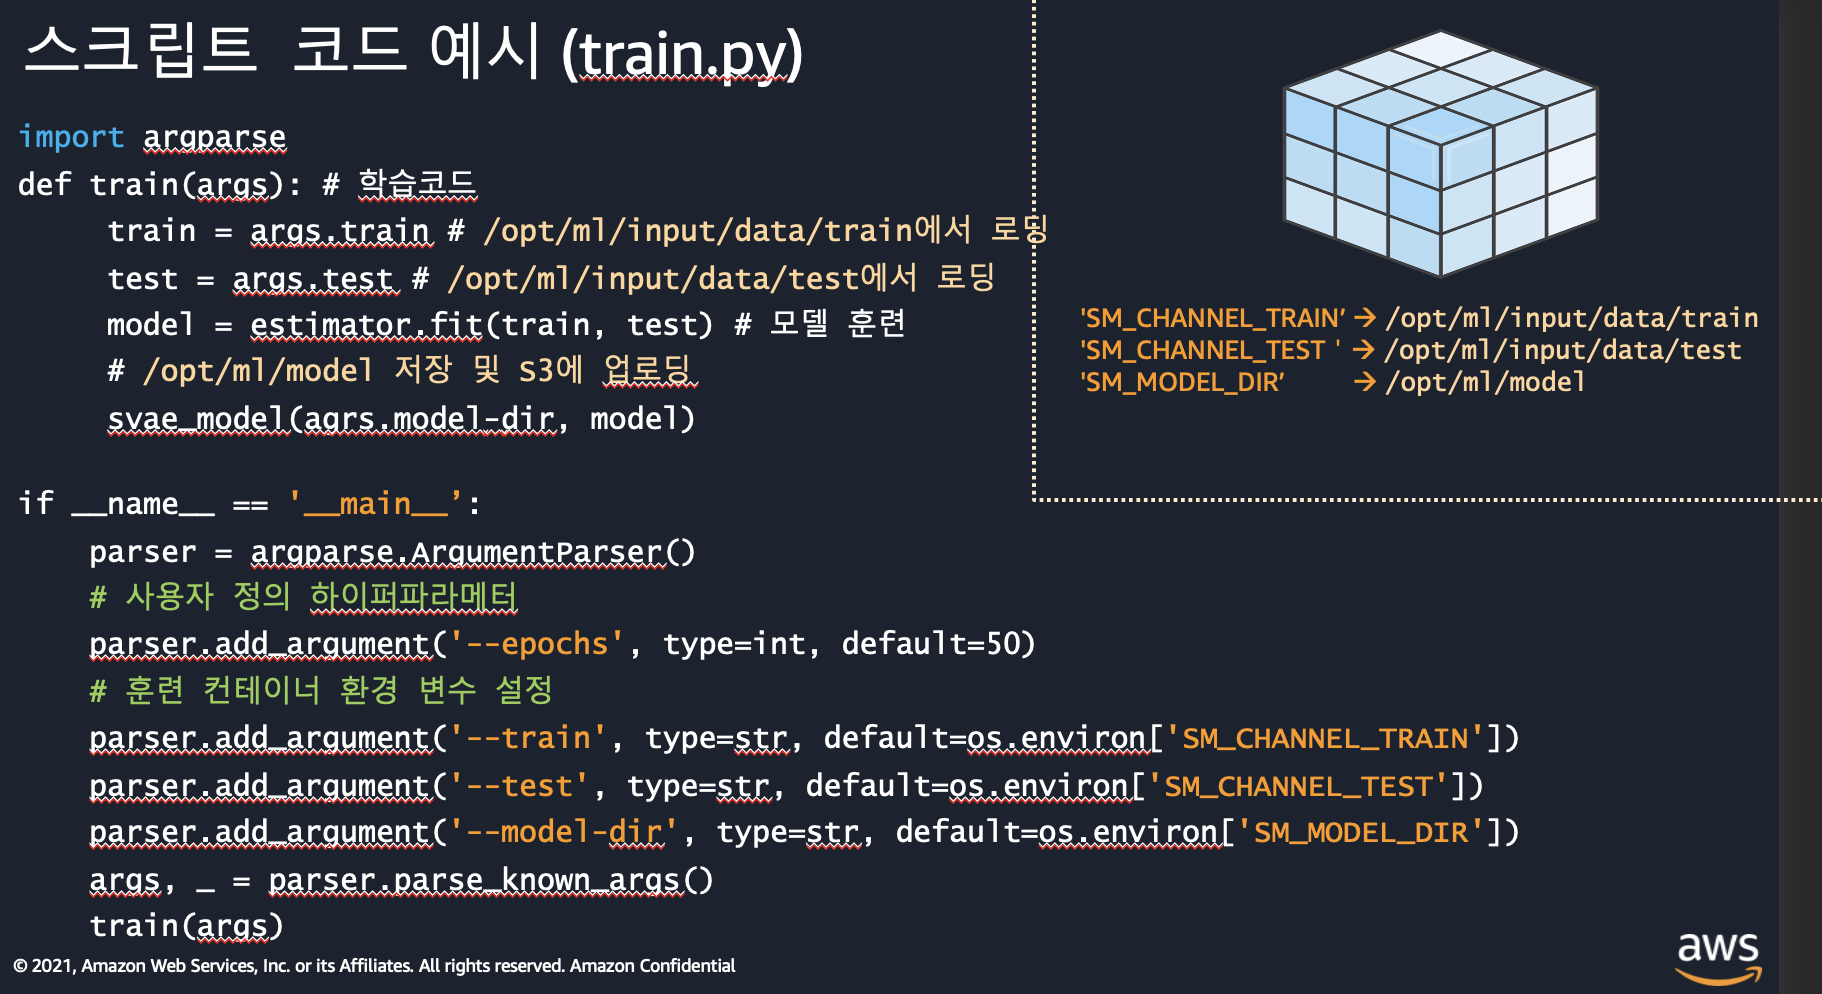 스크립트 코드 예시 (train.py)
import argparse
def train(args): # 학습코드
train = args.train # /opt/ml/input/data/train에서 로딩
test = args.test # /opt/ml/input/data/test에서 로딩
model = estimator.fit(train, test) # 모델 훈련
# /opt/ml/model 저장 및 S3에 업로딩
svae_model(agrs.model-dir, model)
if __name__ == '__main__’:
parser = argparse.ArgumentParser()
# 사용자 정의 하이퍼파라메터
parser.add_argument('--epochs', type=int, default=50)
# 훈련 컨테이너 환경 변수 설정
parser.add_argument('--train', type=str, default=os.environ['SM_CHANNEL_TRAIN'])
parser.add_argument('--test', type=str, default=os.environ['SM_CHANNEL_TEST'])
parser.add_argument('--model-dir', type=str, default=os.environ['SM_MODEL_DIR'])
args, _ = parser.parse_known_args()
train(args)
'SM_CHANNEL_TRAIN’ → /opt/ml/input/data/train
'SM_CHANNEL_TEST ' → /opt/ml/input/data/test
'SM_MODEL_DIR’ → /opt/ml/model
© 2021, Amazon Web Services, Inc. or its Affiliates. All rights reserved. Amazon Confidential
aws